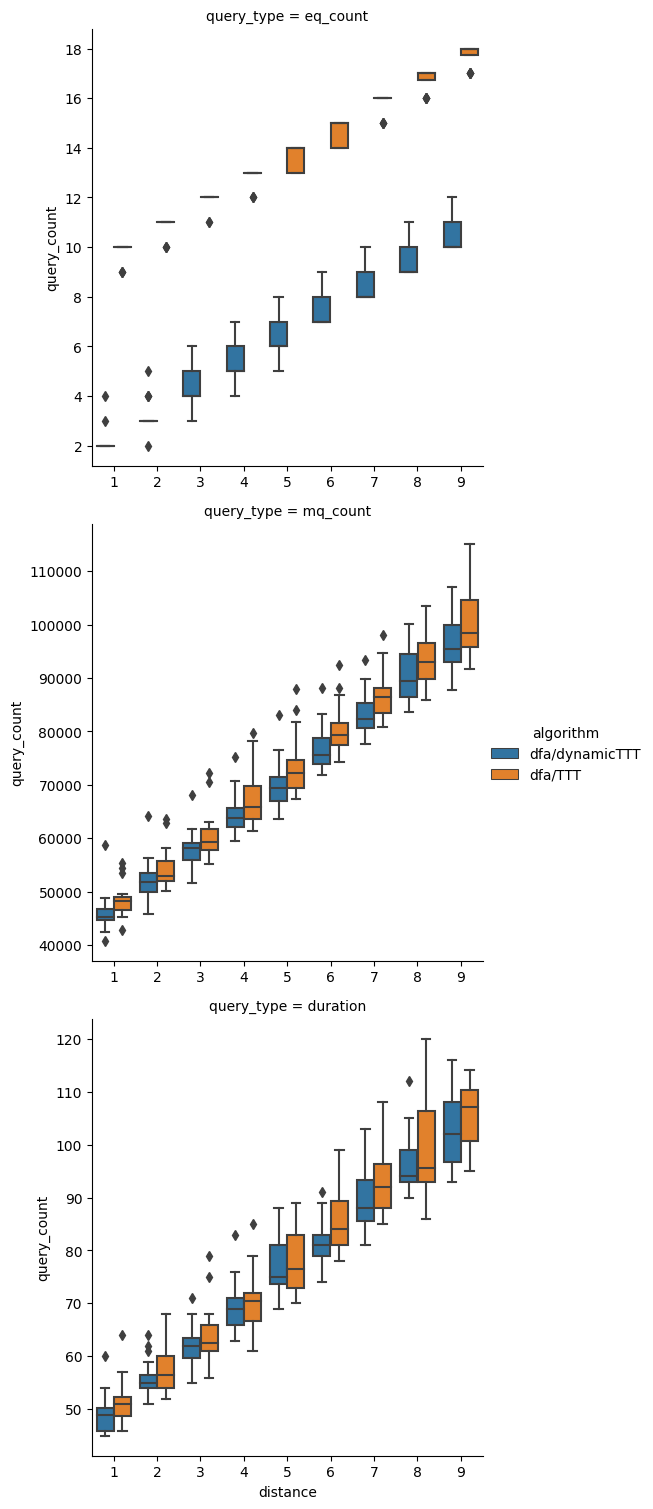 query_type = eq_count
18
16
14
12
10
8
6
4
2
query_count
1 2 3 4 5 6 7 8 9
query_type = mq_count
110000
100000
90000
80000
70000
60000
50000
40000
query_count
1 2 3 4 5 6 7 8 9
algorithm
dfa/dynamicTTT
dfa/TTT
query_type = duration
120
110
100
90
80
70
60
50
query_count
1 2 3 4 5 6 7 8 9
distance